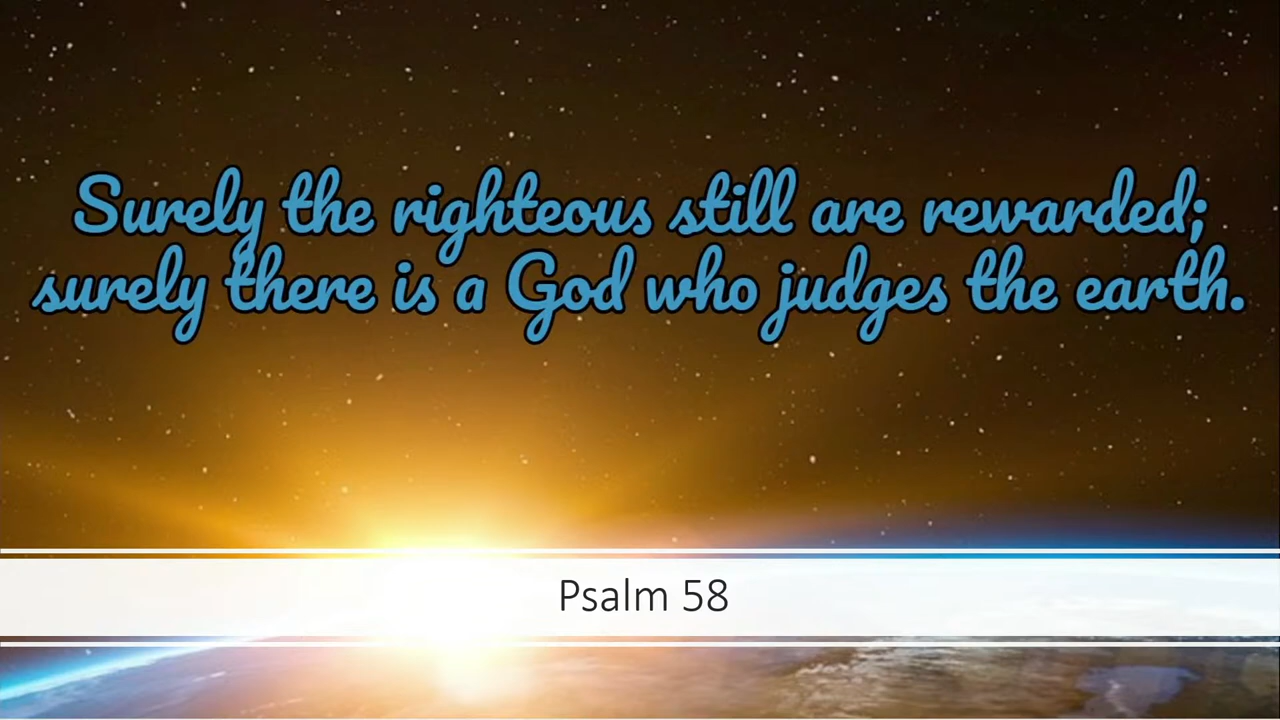 Surely the righteous still are rewarded;
surely there is a God who judges the earth.
Psalm 58